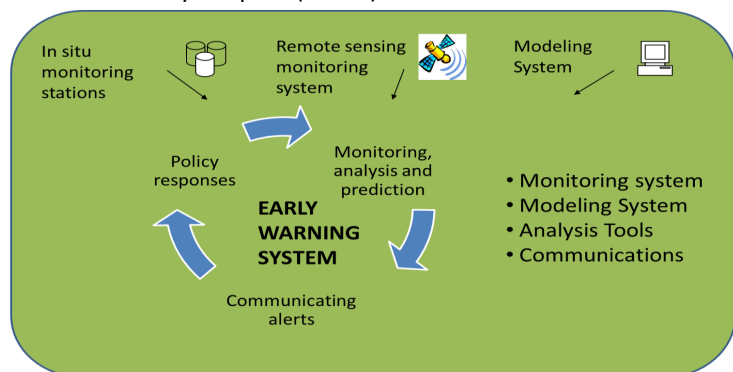 In situ
monitoring
stations
Remote sensing
monitoring
system
Modeling
System
Policy
responses
Monitoring,
analysis and
prediction
EARLY
WARNING
SYSTEM
Communicating
alerts
• Monitoring system
• Modeling System
• Analysis Tools
• Communications